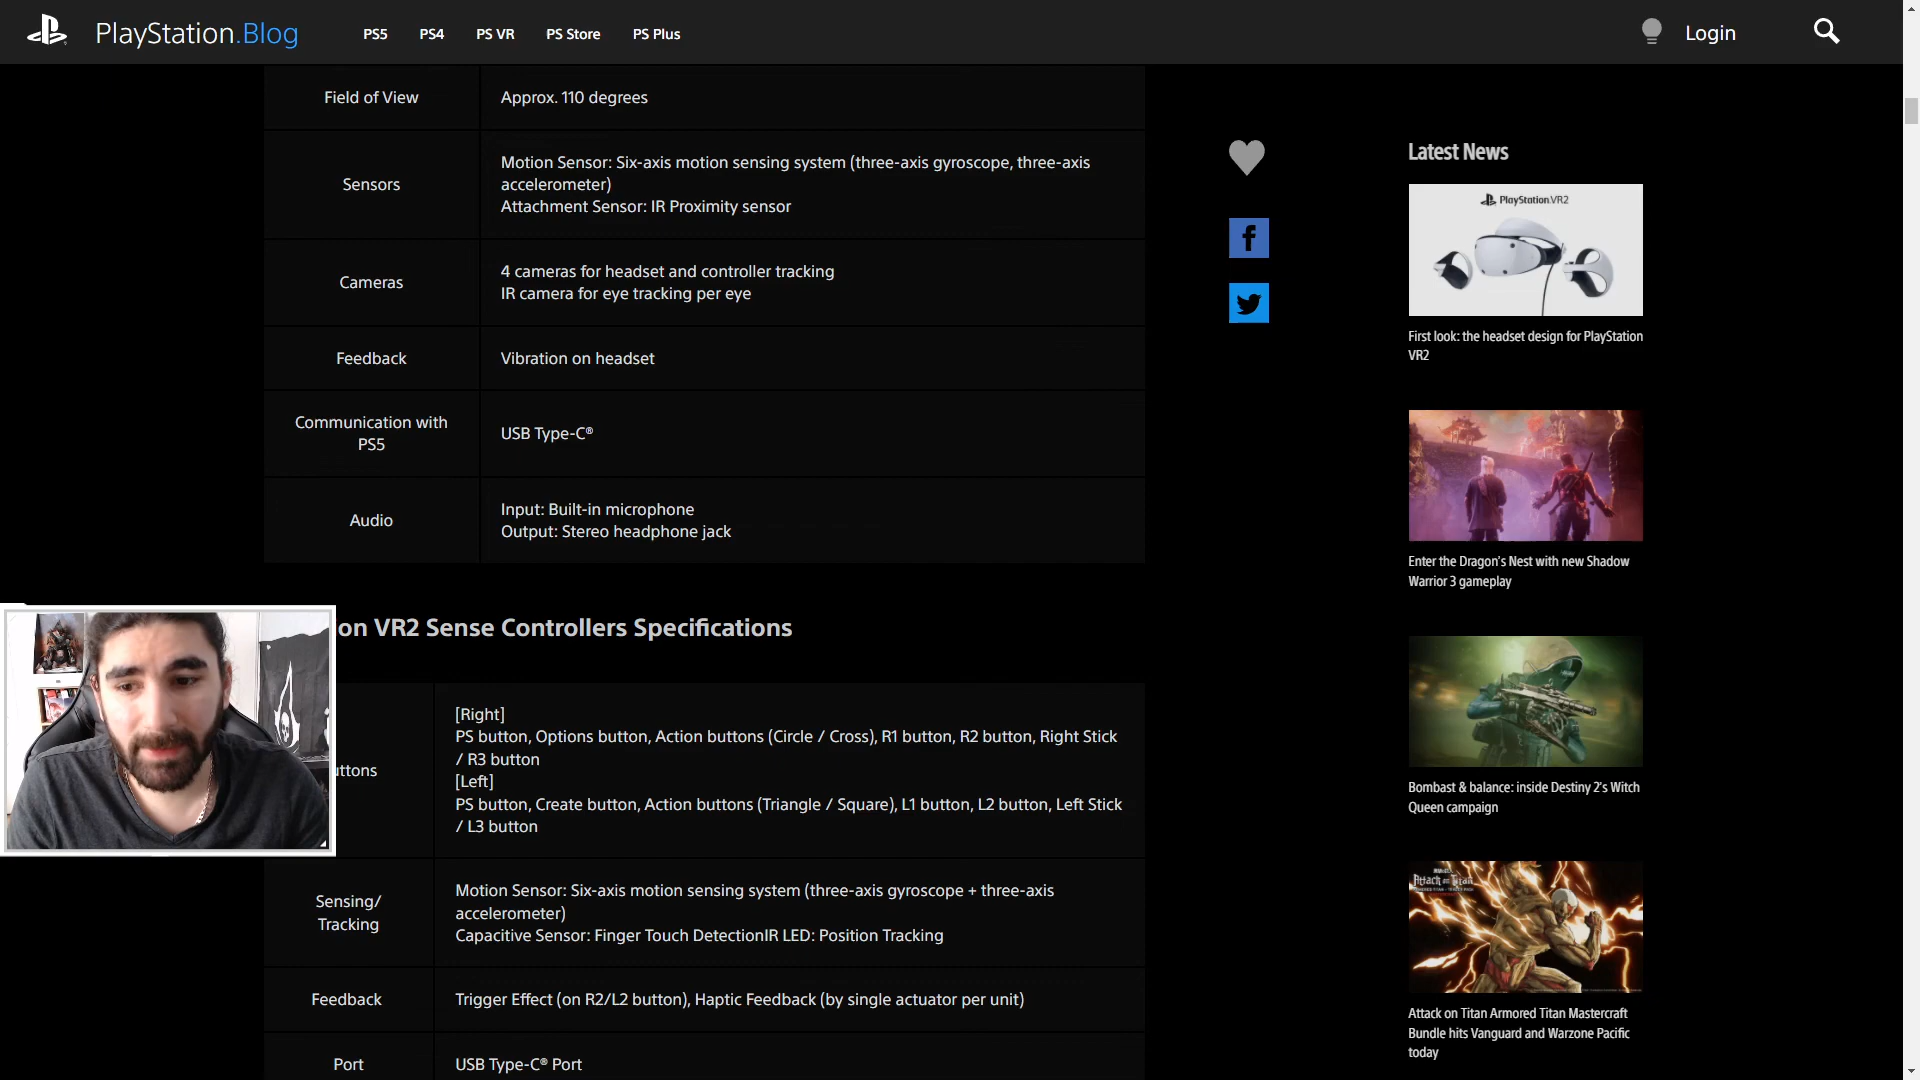 PlayStation.Blog
PS5
PS4
PS VR
PS Store
PS Plus
Login
Field of View
Approx. 110 degrees
Sensors
Motion Sensor: Six-axis motion sensing system (three-axis gyroscope, three-axis
accelerometer)
Attachment Sensor: IR Proximity sensor
Cameras
4 cameras for headset and controller tracking
IR camera for eye tracking per eye
Feedback
Vibration on headset
Communication with
PS5
USB Type-C®
Audio
Input: Built-in microphone
Output: Stereo headphone jack
on VR2 Sense Controllers Specifications
uttons
[Right]
PS button, Options button, Action buttons (Circle / Cross), R1 button, R2 button, Right Stick
/ R3 button
[Left]
PS button, Create button, Action buttons (Triangle / Square), L1 button, L2 button, Left Stick
/ L3 button
Sensing/
Tracking
Motion Sensor: Six-axis motion sensing system (three-axis gyroscope + three-axis
accelerometer)
Capacitive Sensor: Finger Touch DetectionIR LED: Position Tracking
Feedback
Trigger Effect (on R2/L2 button), Haptic Feedback (by single actuator per unit)
Port
USB Type-C® Port
Latest News
PlayStation VR2
First look: the headset design for PlayStation
VR2
Enter the Dragon's Nest with new Shadow
Warrior 3 gameplay
Bombast & balance: inside Destiny 2's Witch
Queen campaign
Attack on Titan
Attack on Titan Armored Titan Mastercraft
Bundle hits Vanguard and Warzone Pacific
today